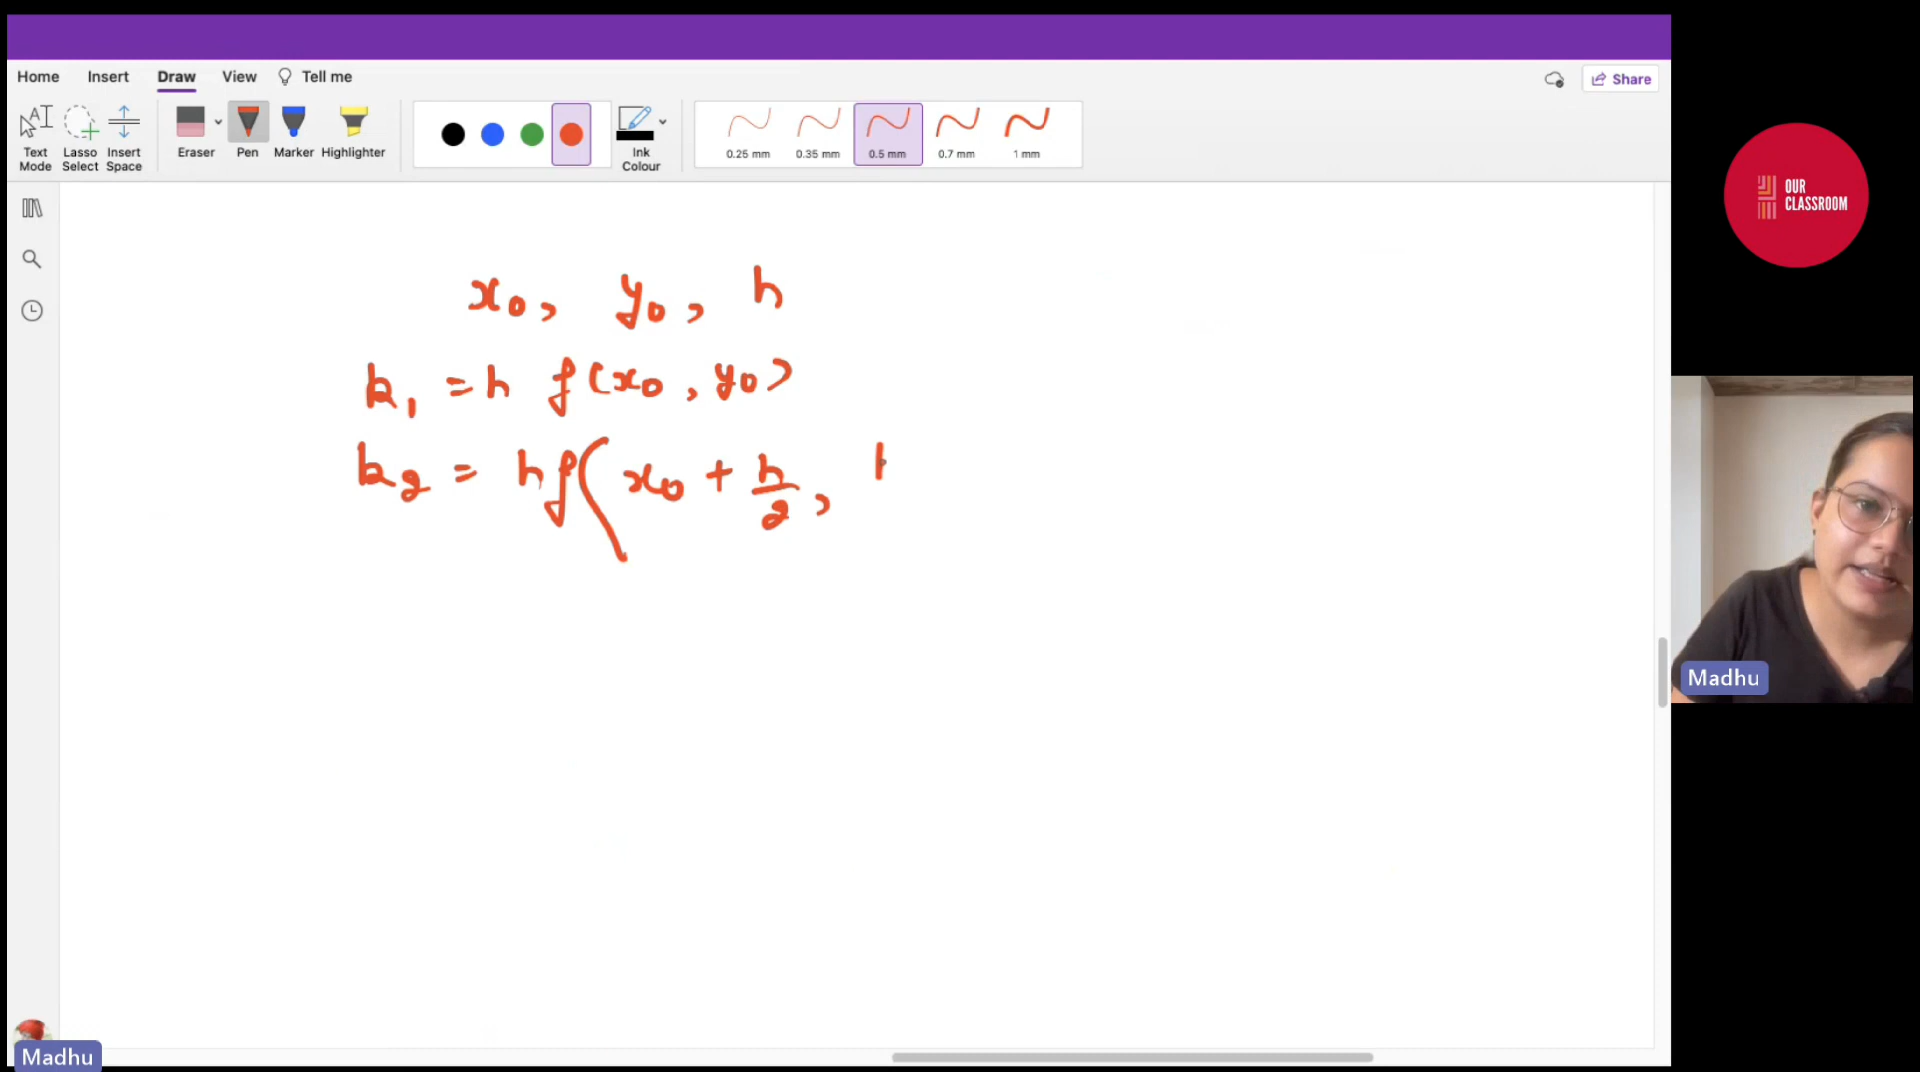 Home Insert Draw View Tell me Share
Text Mode Lasso Select Insert Space Eraser Pen Marker Highlighter Ink Colour 0.25 mm 0.35 mm 0.5 mm 0.7 mm 1 mm
OUR CLASSROOM
x₀, y₀, h
k₁ = h f(x₀, y₀)
k₂ = hf( x₀ + h/2,
Madhu
Madhu